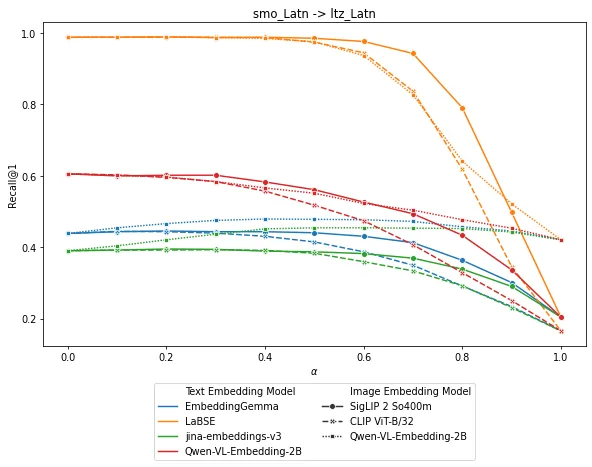 smo_Latn -> ltz_Latn
Recall@1
1.0
0.8
0.6
0.4
0.2
0.0 0.2 0.4 0.6 0.8 1.0
α
Text Embedding Model Image Embedding Model
EmbeddingGemma SigLIP 2 So400m
LaBSE CLIP ViT-B/32
jina-embeddings-v3 Qwen-VL-Embedding-2B
Qwen-VL-Embedding-2B